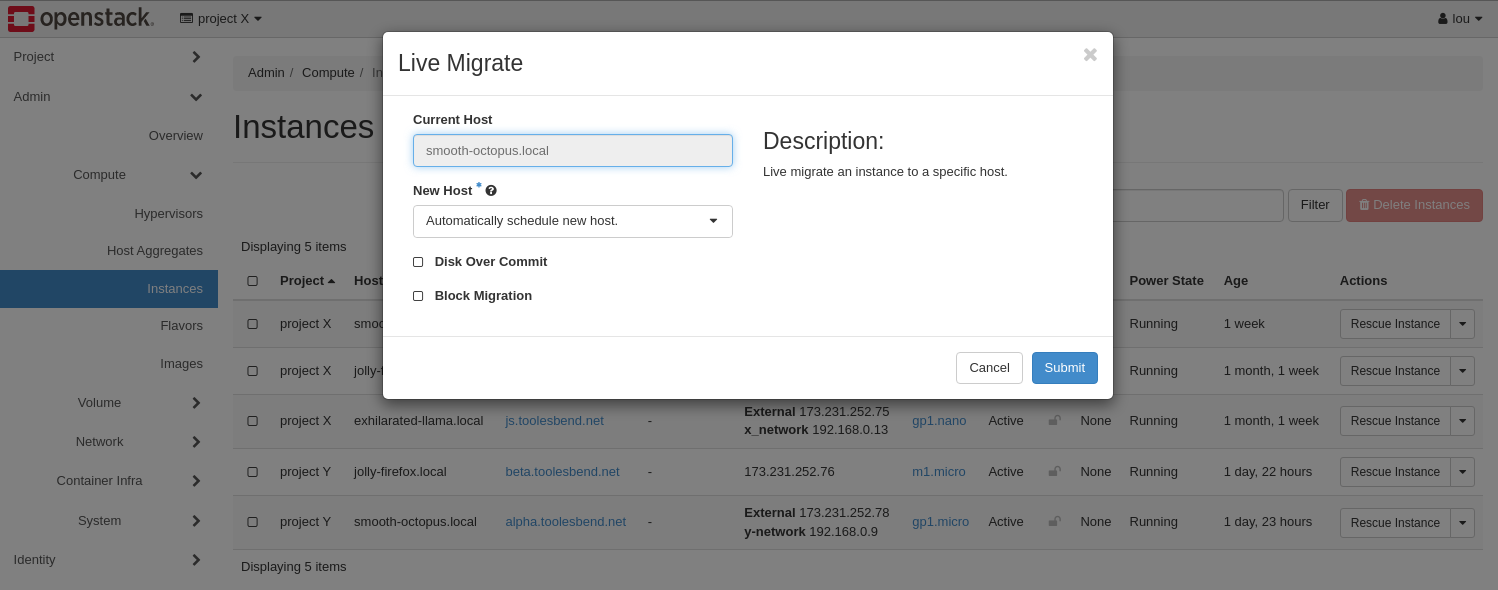 openstack. project X lou
Project
Admin
Overview
Compute
Hypervisors
Host Aggregates
Instances
Flavors
Images
Volume
Network
Container Infra
System
Identity
Admin / Compute /
Instances
Filter Delete Instances
Displaying 5 items
Project Host Power State Age Actions
project X Running 1 week Rescue Instance
project X Running 1 month, 1 week Rescue Instance
project X exhilarated-llama.local js.toolesbend.net - External 173.231.252.75 gp1.nano Active None Running 1 month, 1 week Rescue Instance
x_network 192.168.0.13
project Y jolly-firefox.local beta.toolesbend.net - 173.231.252.76 m1.micro Active None Running 1 day, 22 hours Rescue Instance
project Y smooth-octopus.local alpha.toolesbend.net - External 173.231.252.78 gp1.micro Active None Running 1 day, 23 hours Rescue Instance
y-network 192.168.0.9
Displaying 5 items
Live Migrate
Current Host
smooth-octopus.local
New Host *
Automatically schedule new host.
Disk Over Commit
Block Migration
Description:
Live migrate an instance to a specific host.
Cancel Submit